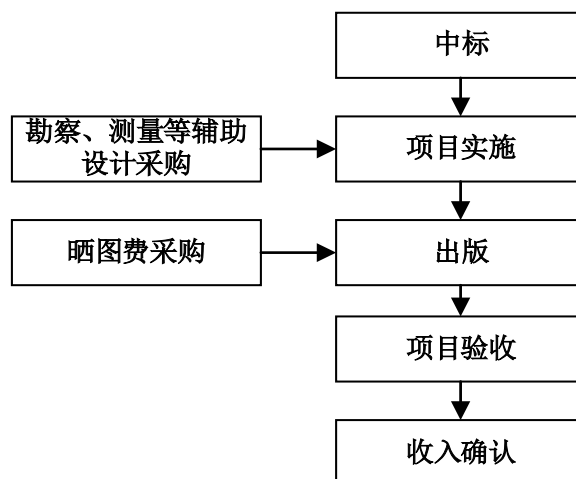 中标
勘察、测量等辅助
设计采购
项目实施
晒图费采购
出版
项目验收
收入确认